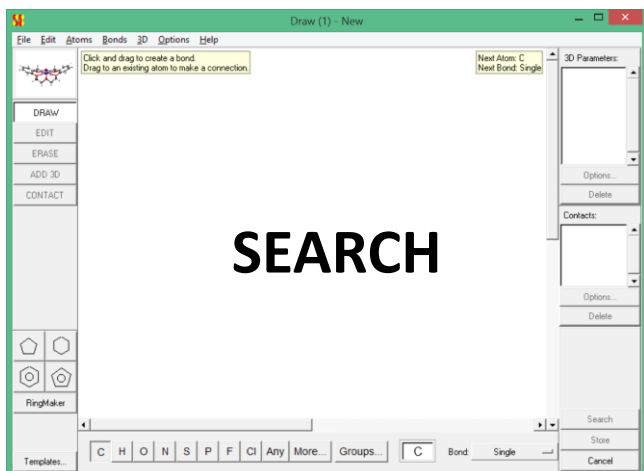 Draw (1) - New
File Edit Atoms Bonds 3D Options Help
Click and drag to create a bond.
Drag to an existing atom to make a connection.
Next Atom: C
Next Bond: Single
3D Parameters:
DRAW
EDIT
ERASE
ADD 3D
CONTACT
Options...
Delete
Contacts:
SEARCH
Options...
Delete
RingMaker
Templates...
C H O N S P F Cl Any More... Groups... C Bond: Single
Search
Store
Cancel